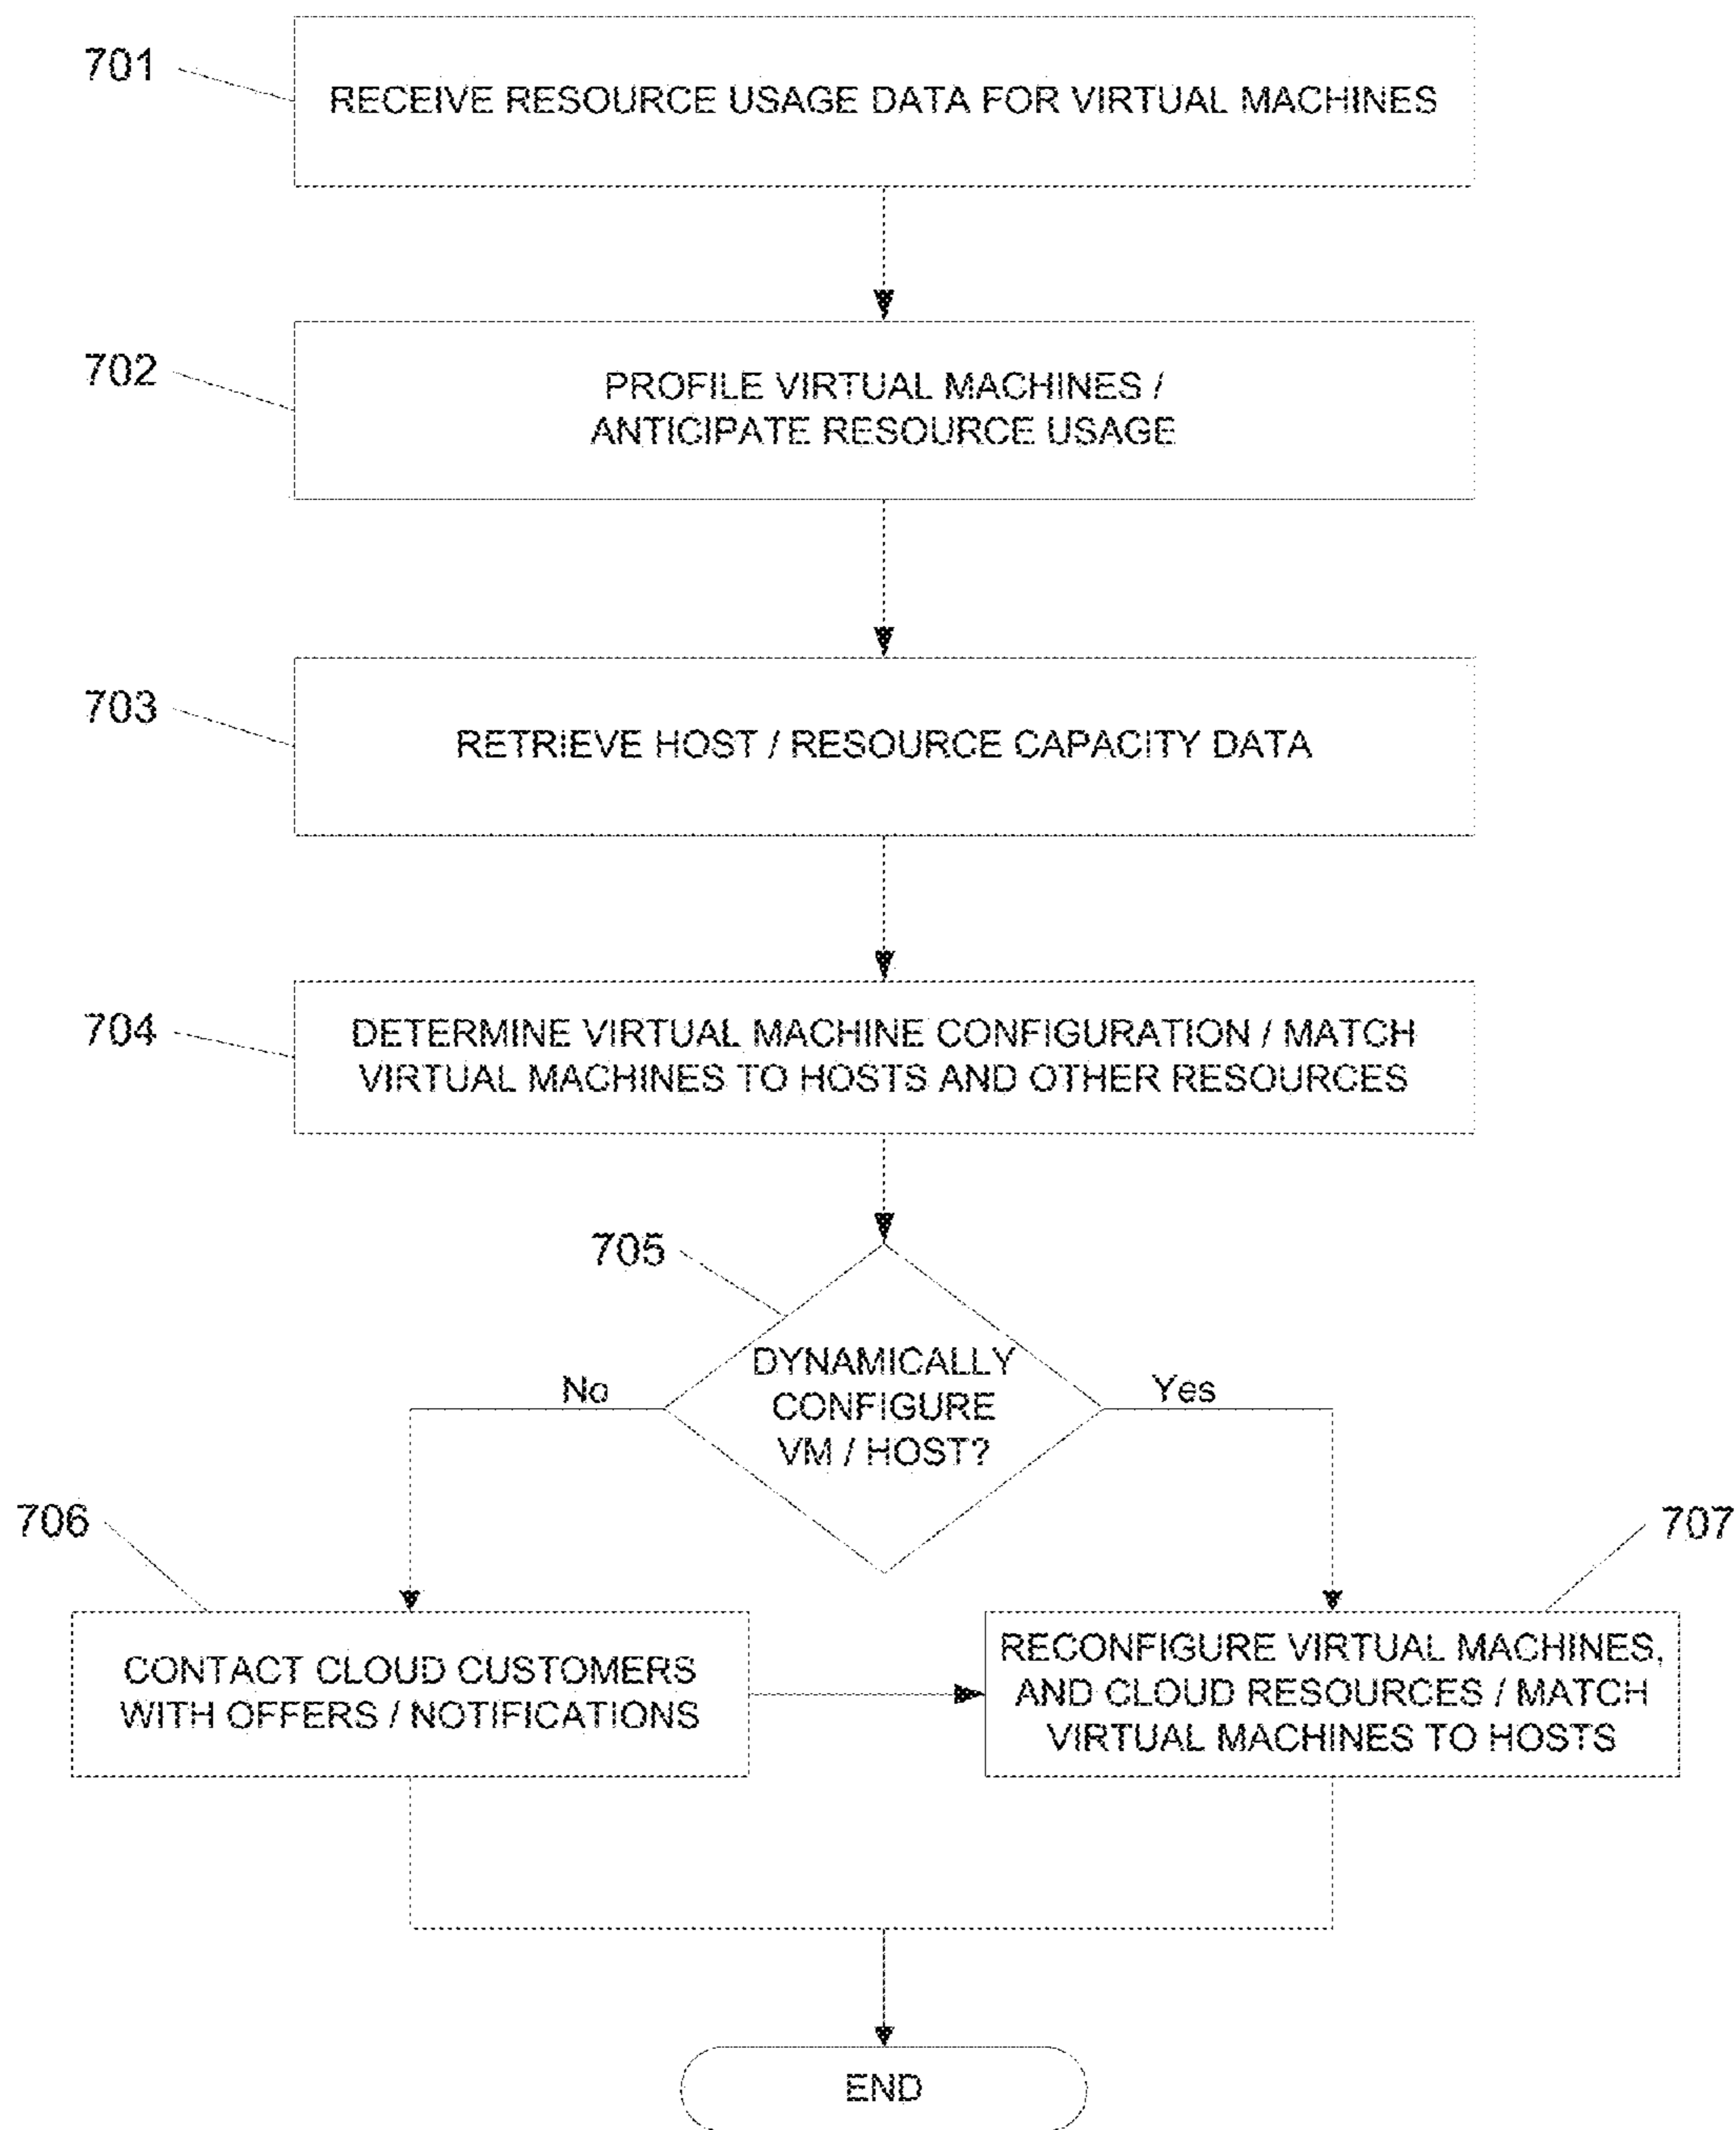 701
RECEIVE RESOURCE USAGE DATA FOR VIRTUAL MACHINES
702
PROFILE VIRTUAL MACHINES /
ANTICIPATE RESOURCE USAGE
703
RETRIEVE HOST / RESOURCE CAPACITY DATA
704
DETERMINE VIRTUAL MACHINE CONFIGURATION / MATCH
VIRTUAL MACHINES TO HOSTS AND OTHER RESOURCES
705
DYNAMICALLY
CONFIGURE
VM / HOST?
No
Yes
706
CONTACT CLOUD CUSTOMERS
WITH OFFERS / NOTIFICATIONS
707
RECONFIGURE VIRTUAL MACHINES,
AND CLOUD RESOURCES / MATCH
VIRTUAL MACHINES TO HOSTS
END